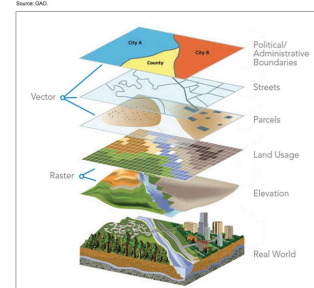 Source: GAO.
City A
City B
County
Political/
Administrative
Boundaries
Streets
Vector
Parcels
Land Usage
Raster
Elevation
Real World